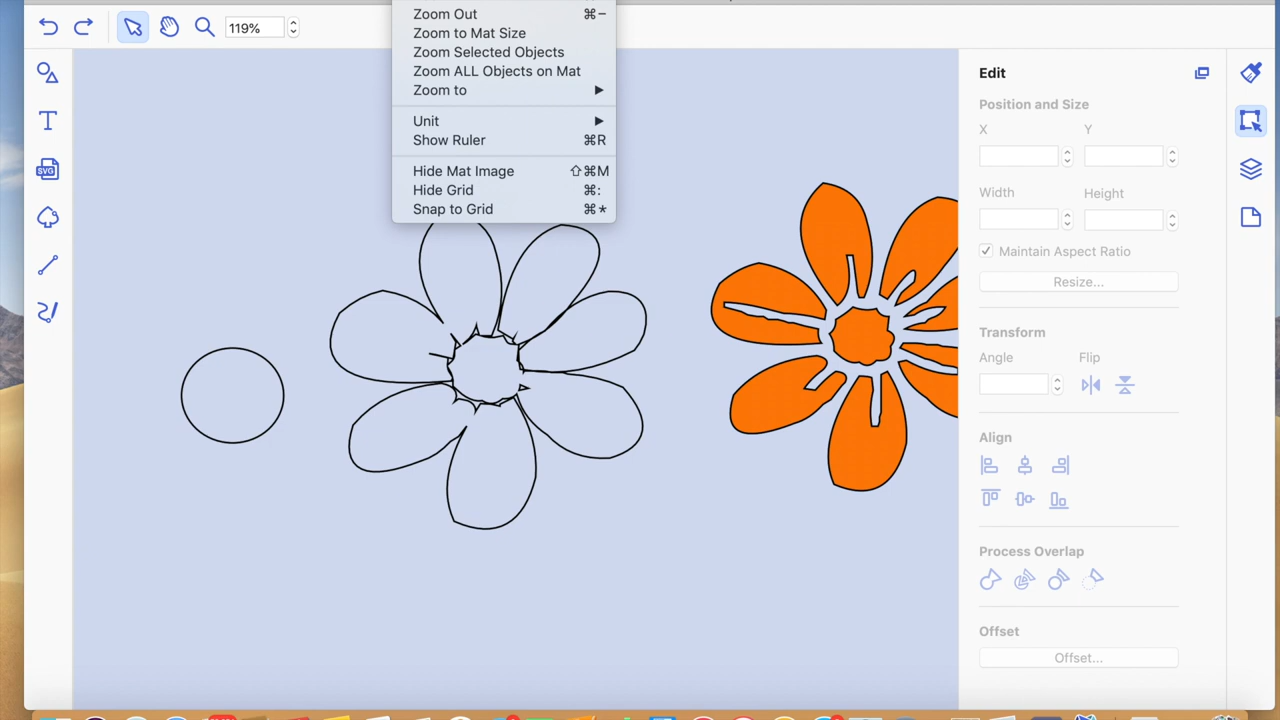 Zoom Out ⌘−
Zoom to Mat Size
Zoom Selected Objects
Zoom ALL Objects on Mat
Zoom to ▶
Unit ▶
Show Ruler ⌘R
Hide Mat Image ⇧⌘M
Hide Grid ⌘:
Snap to Grid ⌘*
119%
T
SVG
Edit
Position and Size
X Y
Width Height
Maintain Aspect Ratio
Resize...
Transform
Angle Flip
Align
Process Overlap
Offset
Offset...